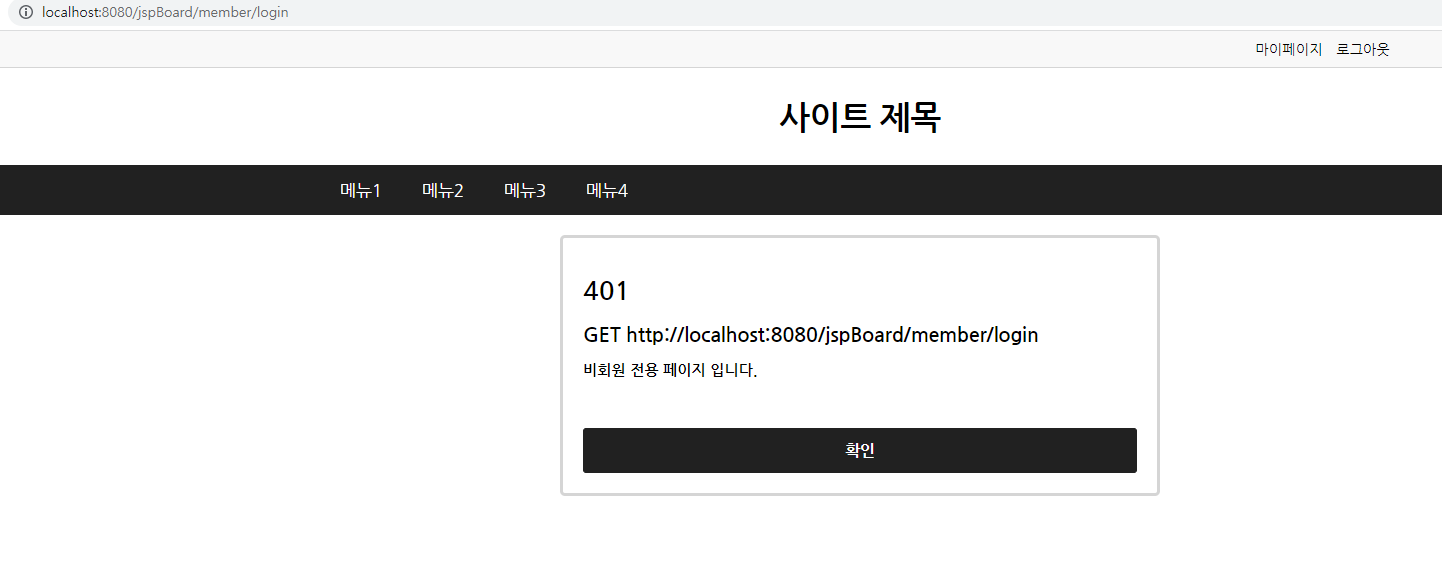 localhost:8080/jspBoard/member/login
마이페이지 로그아웃
사이트 제목
메뉴1 메뉴2 메뉴3 메뉴4
401
GET http://localhost:8080/jspBoard/member/login
비회원 전용 페이지 입니다.
확인